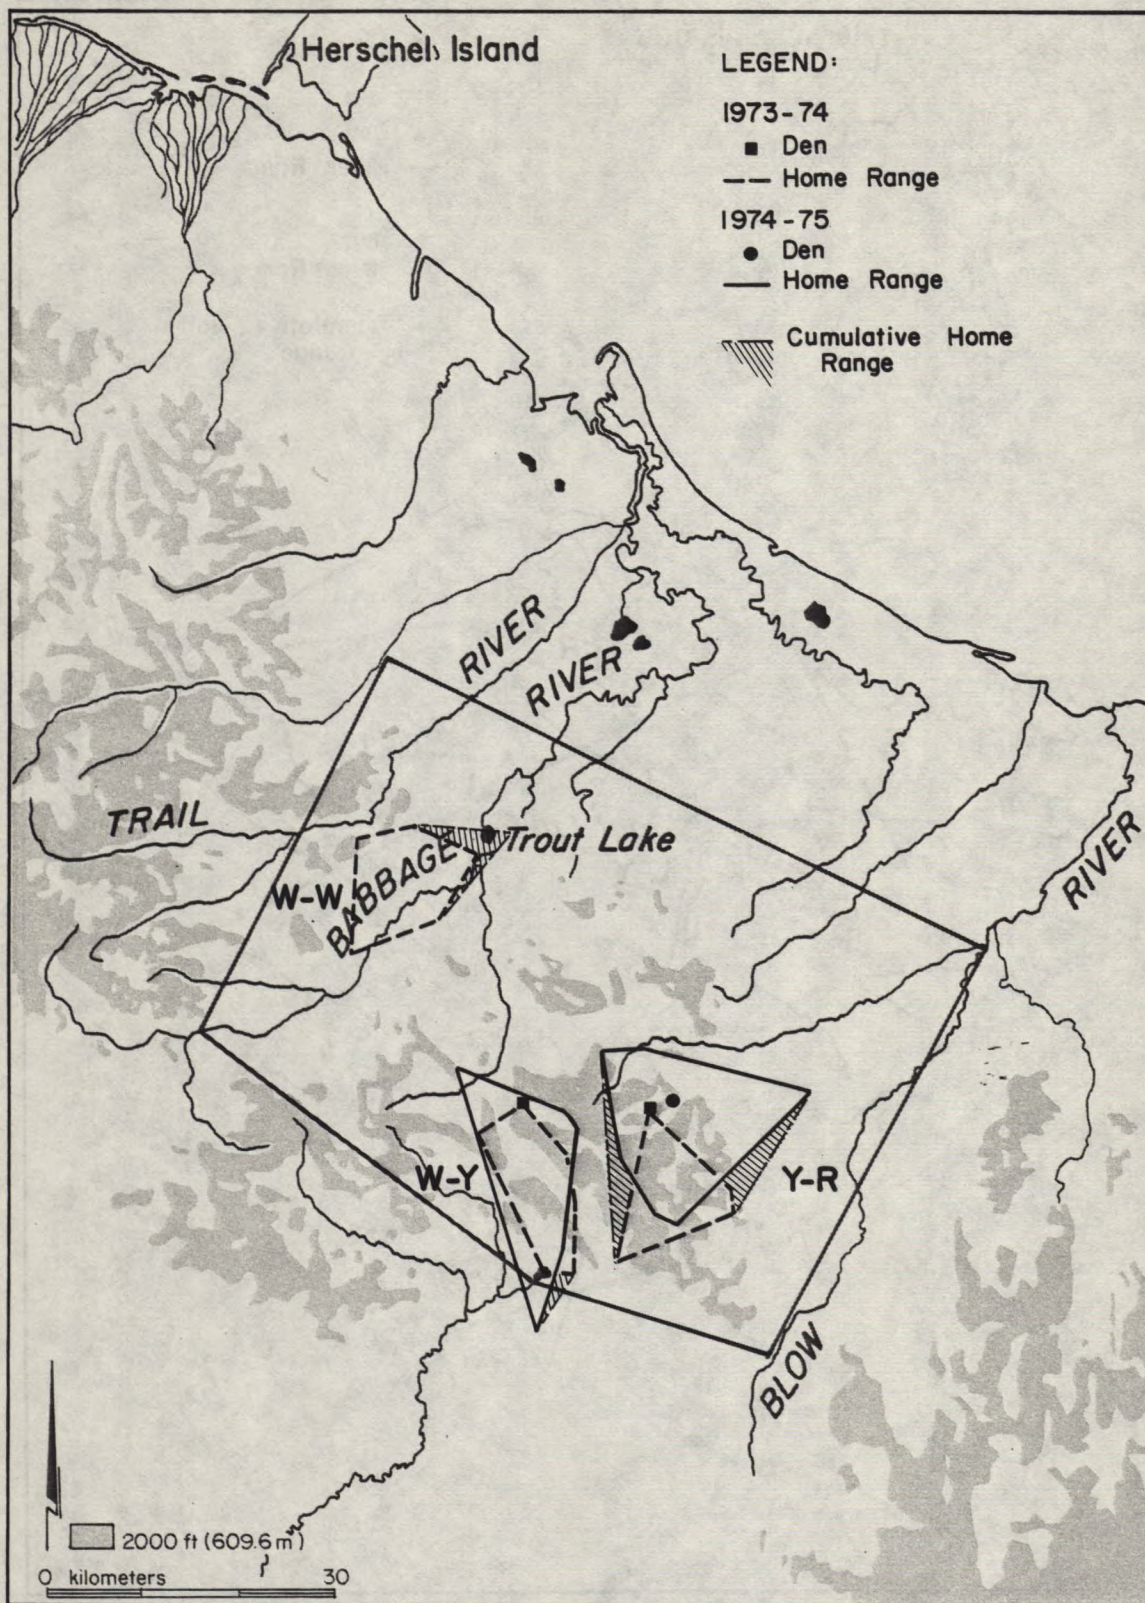 Herschel Island
LEGEND:
1973-74
Den
Home Range
1974-75
Den
Home Range
Cumulative Home
Range
RIVER
RIVER
TRAIL
Trout Lake
BABBAGE
W-W
RIVER
W-Y
Y-R
BLOW
2000 ft (609.6 m)
0 kilometers 30